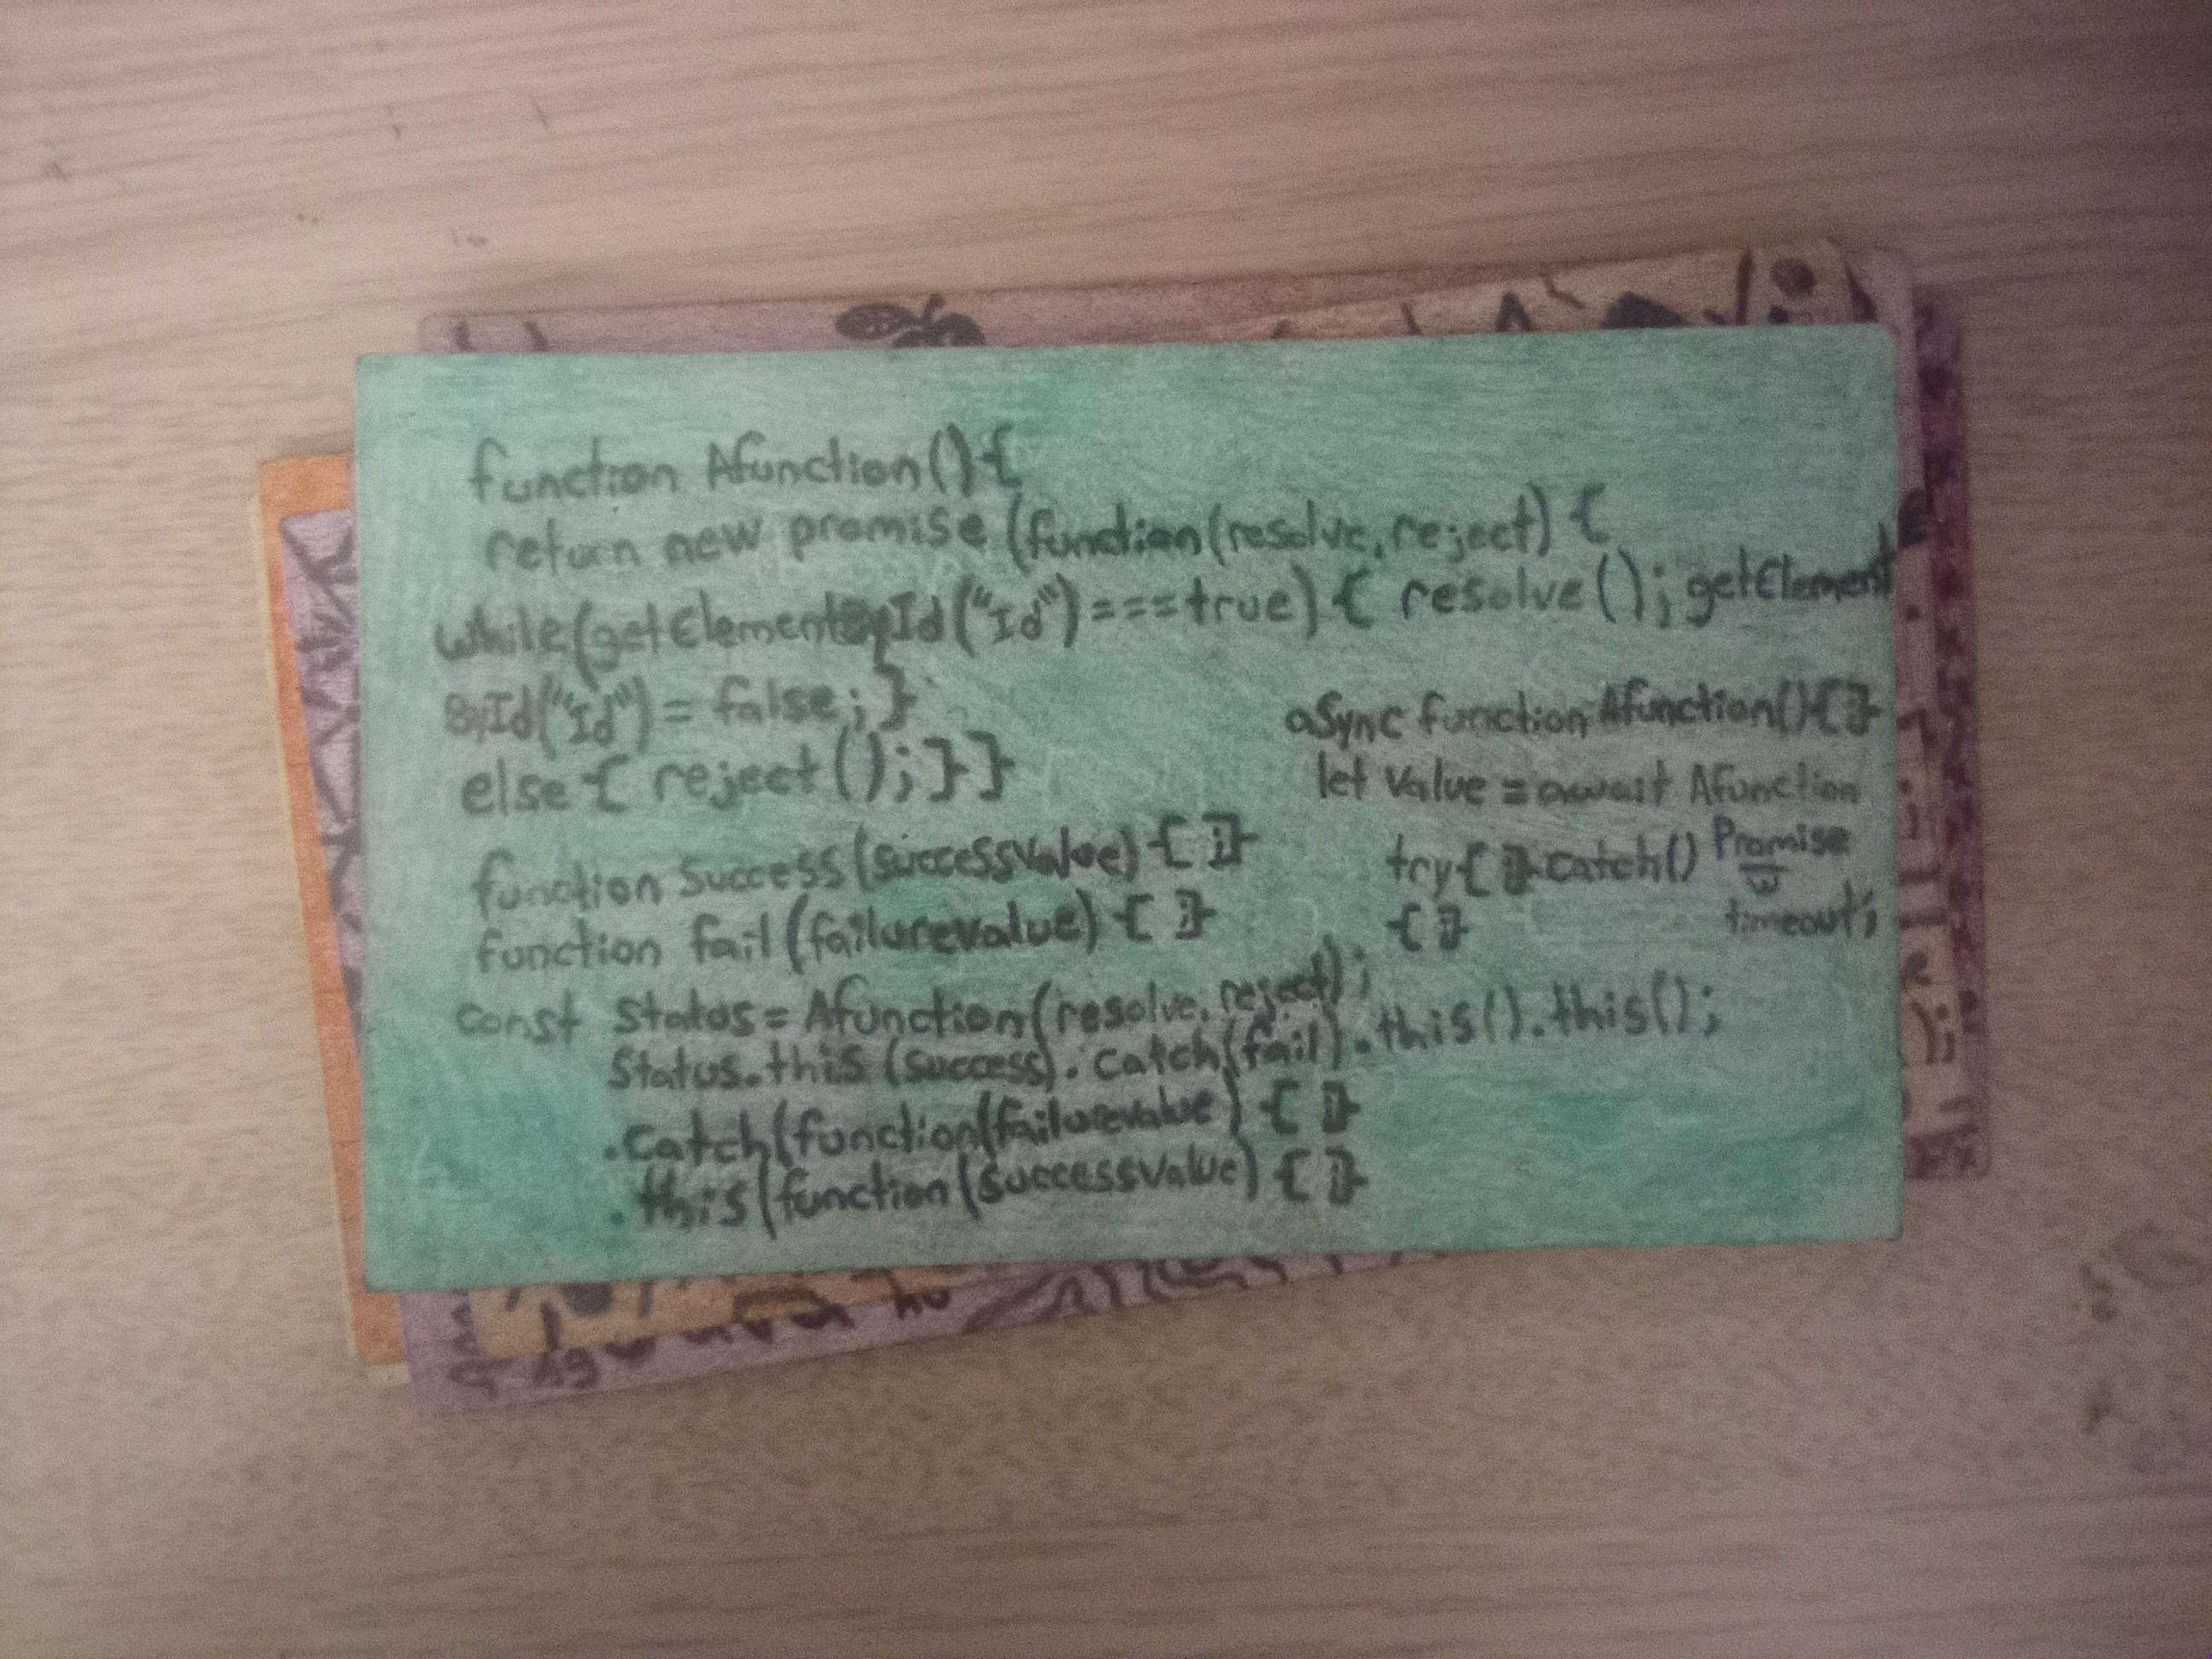 function Afunction(){
return new promise (function(resolve, reject) {
while(getElementById("Id")===true) { resolve(); getElement
ById("Id")= false; }
else { reject();}}
function Success(successvalue) { }
function fail (failurevalue) { }
const status= Afunction(resolve, reject);
Status.this (success). catch(fail).this().this();
.catch(function(failurevalue) { }
.this(function(successvalue) { }
async function Afunction(){}
let value = await Afunction
try{ } catch() Promise
{ } w
timeout;